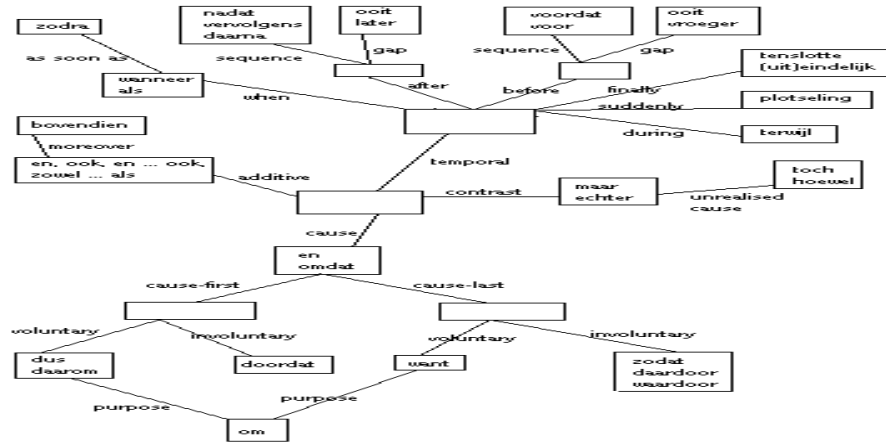 zodra
nadat
vervolgens
daarna
ooit
later
voordat
voor
ooit
vroeger
as soon as
sequence
gap
sequence
gap
tenslotte
(uit)eindelijk
wanneer
als
when
after
before
finally
suddenly
plotseling
during
terwijl
bovendien
moreover
en, ook, en ... ook,
zowel ... als
additive
temporal
contrast
maar
echter
unrealised
cause
toch
hoewel
cause
en
omdat
cause-first
cause-last
voluntary
involuntary
voluntary
involuntary
dus
daarom
doordat
want
zodat
daardoor
waardoor
purpose
purpose
om